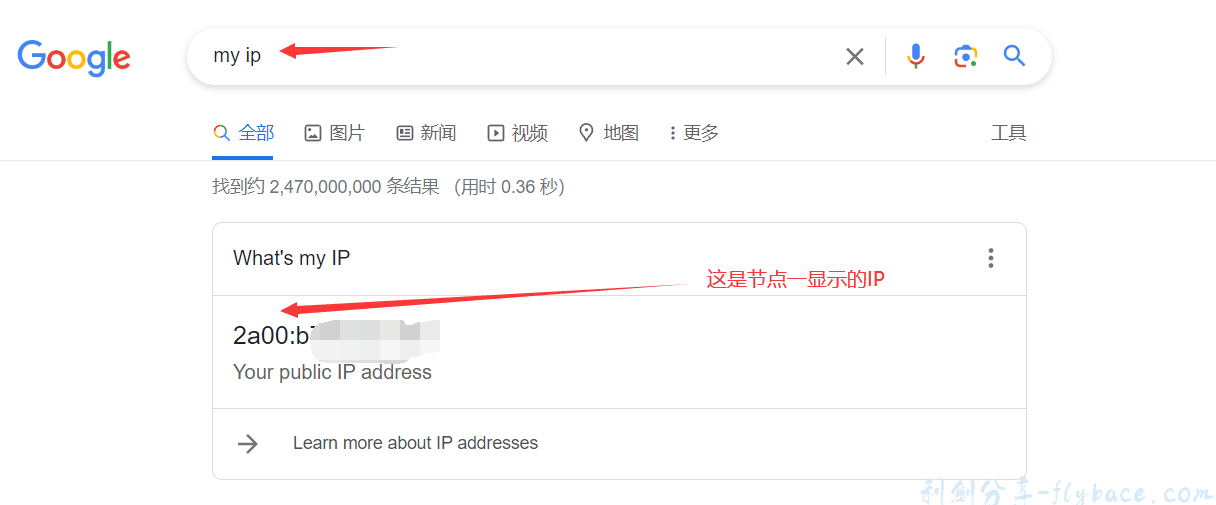 Google
my ip
全部 图片 新闻 视频 地图 更多 工具
找到约 2,470,000,000 条结果 （用时 0.36 秒）
What's my IP
这是节点一显示的IP
2a00:b
Your public IP address
Learn more about IP addresses
利剑分享-flybace.com